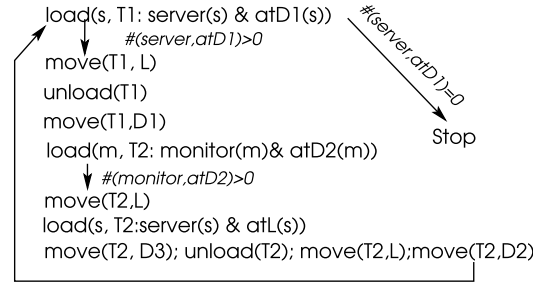 load(s, T1: server(s) & atD1(s))
#(server,atD1)>0
#(server,atD1)=0
move(T1, L)
unload(T1)
move(T1,D1)
Stop
load(m, T2: monitor(m)& atD2(m))
#(monitor,atD2)>0
move(T2,L)
load(s, T2:server(s) & atL(s))
move(T2, D3); unload(T2); move(T2,L);move(T2,D2)